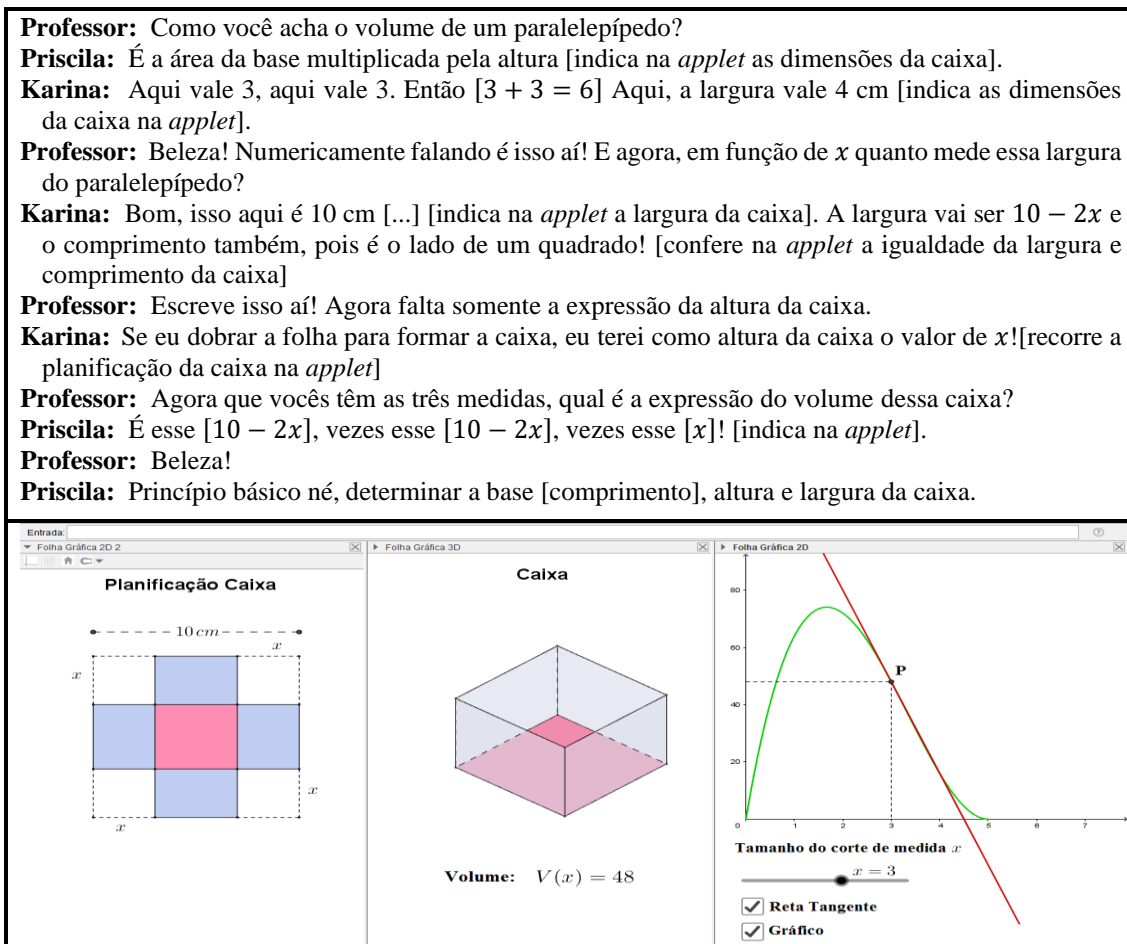 Professor: Como você acha o volume de um paralelepípedo?
Priscila: É a área da base multiplicada pela altura [indica na applet as dimensões da caixa].
Karina: Aqui vale 3, aqui vale 3. Então [3 + 3 = 6] Aqui, a largura vale 4 cm [indica as dimensões
da caixa na applet].
Professor: Beleza! Numericamente falando é isso aí! E agora, em função de 𝑥 quanto mede essa largura
do paralelepípedo?
Karina: Bom, isso aqui é 10 cm [...] [indica na applet a largura da caixa]. A largura vai ser 10 − 2𝑥 e
o comprimento também, pois é o lado de um quadrado! [confere na applet a igualdade da largura e
comprimento da caixa]
Professor: Escreve isso aí! Agora falta somente a expressão da altura da caixa.
Karina: Se eu dobrar a folha para formar a caixa, eu terei como altura da caixa o valor de 𝑥![recorre a
planificação da caixa na applet]
Professor: Agora que vocês têm as três medidas, qual é a expressão do volume dessa caixa?
Priscila: É esse [10 − 2𝑥], vezes esse [10 − 2𝑥], vezes esse [𝑥]! [indica na applet].
Professor: Beleza!
Priscila: Princípio básico né, determinar a base [comprimento], altura e largura da caixa.
Entrada:
Folha Gráfica 2D 2
Planificação Caixa
10 cm
x
x
x
x
Folha Gráfica 3D
Caixa
Volume: V(x) = 48
Folha Gráfica 2D
80
60
40
20
0
1
2
3
4
5
6
7
P
Tamanho do corte de medida x
x = 3
Reta Tangente
Gráfico